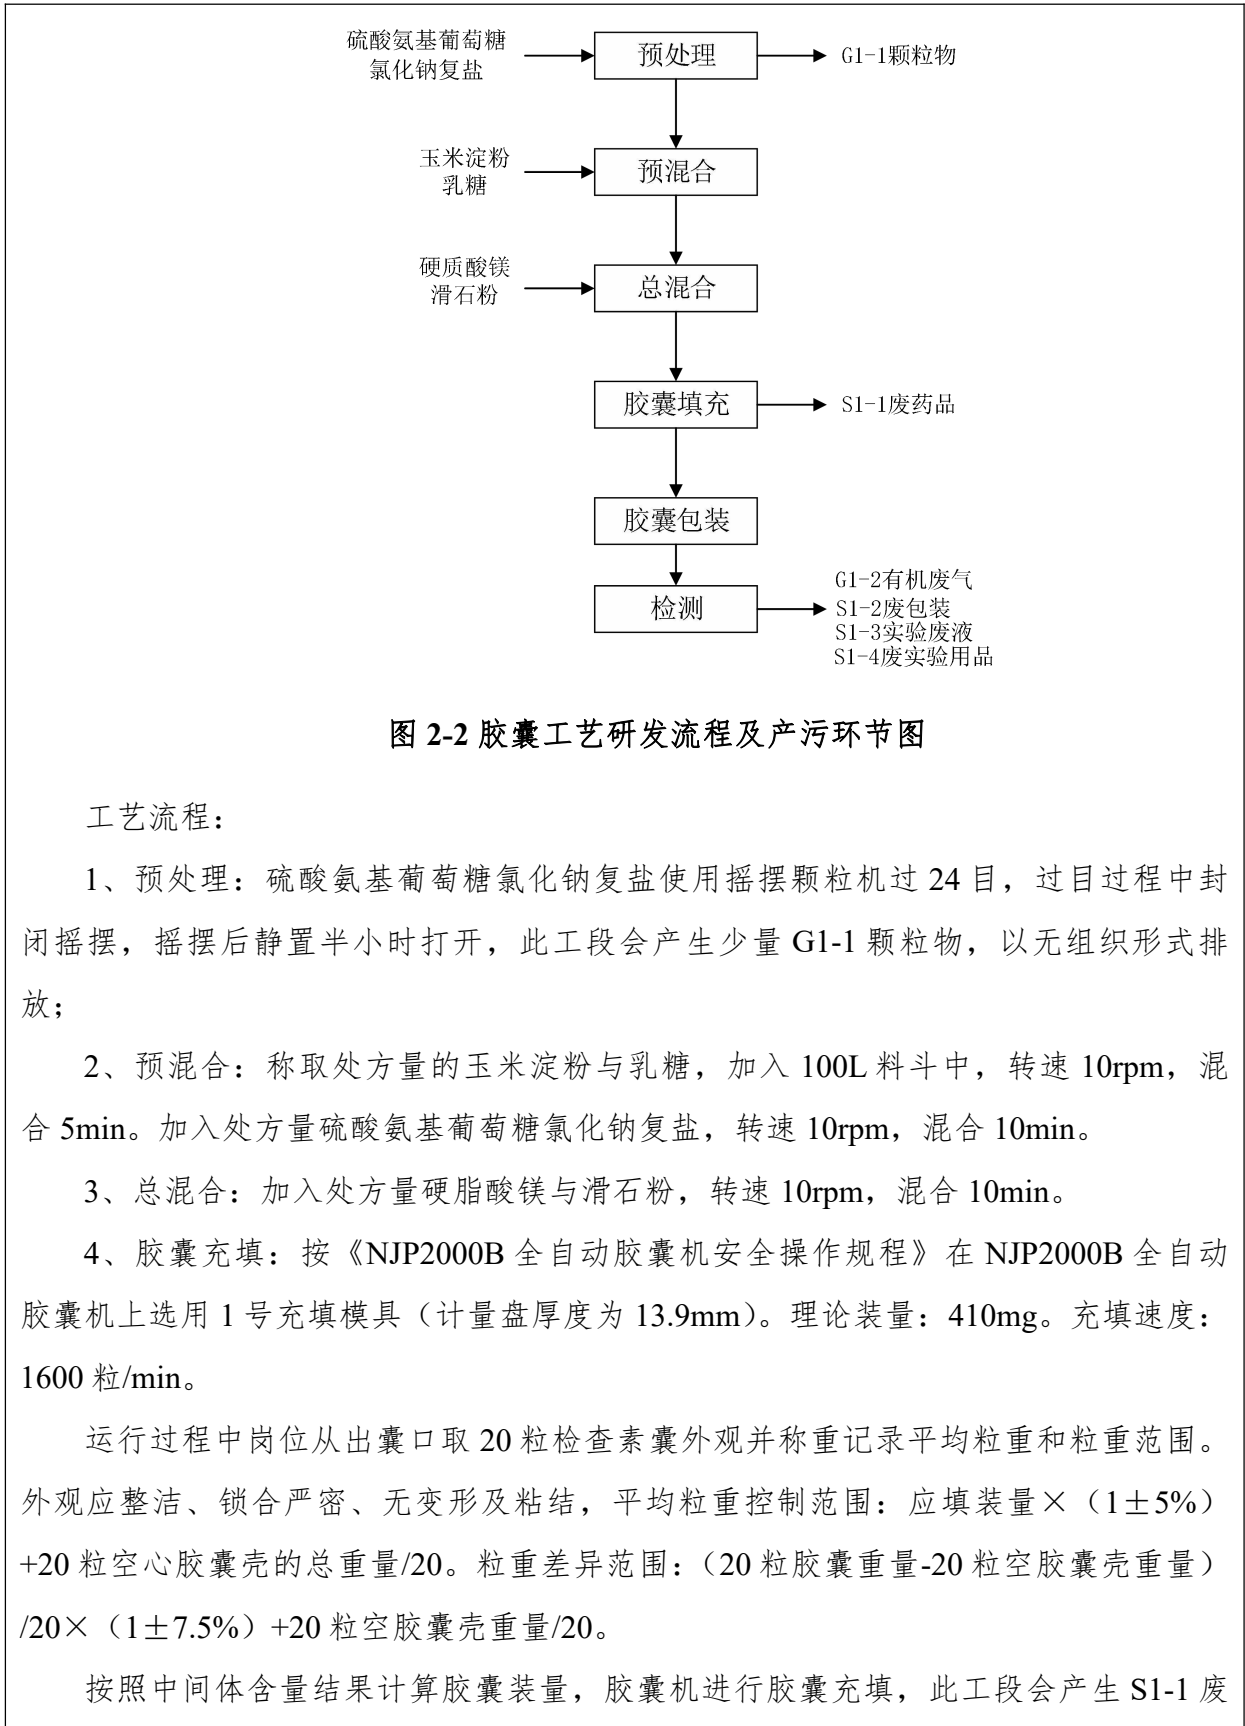 硫酸氨基葡萄糖
氯化钠复盐
预处理
G1-1颗粒物
玉米淀粉
乳糖
预混合
硬质酸镁
滑石粉
总混合
胶囊填充
S1-1废药品
胶囊包装
检测
G1-2有机废气
S1-2废包装
S1-3实验废液
S1-4废实验用品
图 2-2 胶囊工艺研发流程及产污环节图
工艺流程：
1、预处理：硫酸氨基葡萄糖氯化钠复盐使用摇摆颗粒机过 24 目，过目过程中封
闭摇摆，摇摆后静置半小时打开，此工段会产生少量 G1-1 颗粒物，以无组织形式排
放；
2、预混合：称取处方量的玉米淀粉与乳糖，加入 100L 料斗中，转速 10rpm，混
合 5min。加入处方量硫酸氨基葡萄糖氯化钠复盐，转速 10rpm，混合 10min。
3、总混合：加入处方量硬脂酸镁与滑石粉，转速 10rpm，混合 10min。
4、胶囊充填：按《NJP2000B 全自动胶囊机安全操作规程》在 NJP2000B 全自动
胶囊机上选用 1 号充填模具（计量盘厚度为 13.9mm）。理论装量：410mg。充填速度：
1600 粒/min。
运行过程中岗位从出囊口取 20 粒检查素囊外观并称重记录平均粒重和粒重范围。
外观应整洁、锁合严密、无变形及粘结，平均粒重控制范围：应填装量×（1±5%）
+20 粒空心胶囊壳的总重量/20。粒重差异范围：（20 粒胶囊重量-20 粒空胶囊壳重量）
/20×（1±7.5%）+20 粒空胶囊壳重量/20。
按照中间体含量结果计算胶囊装量，胶囊机进行胶囊充填，此工段会产生 S1-1 废